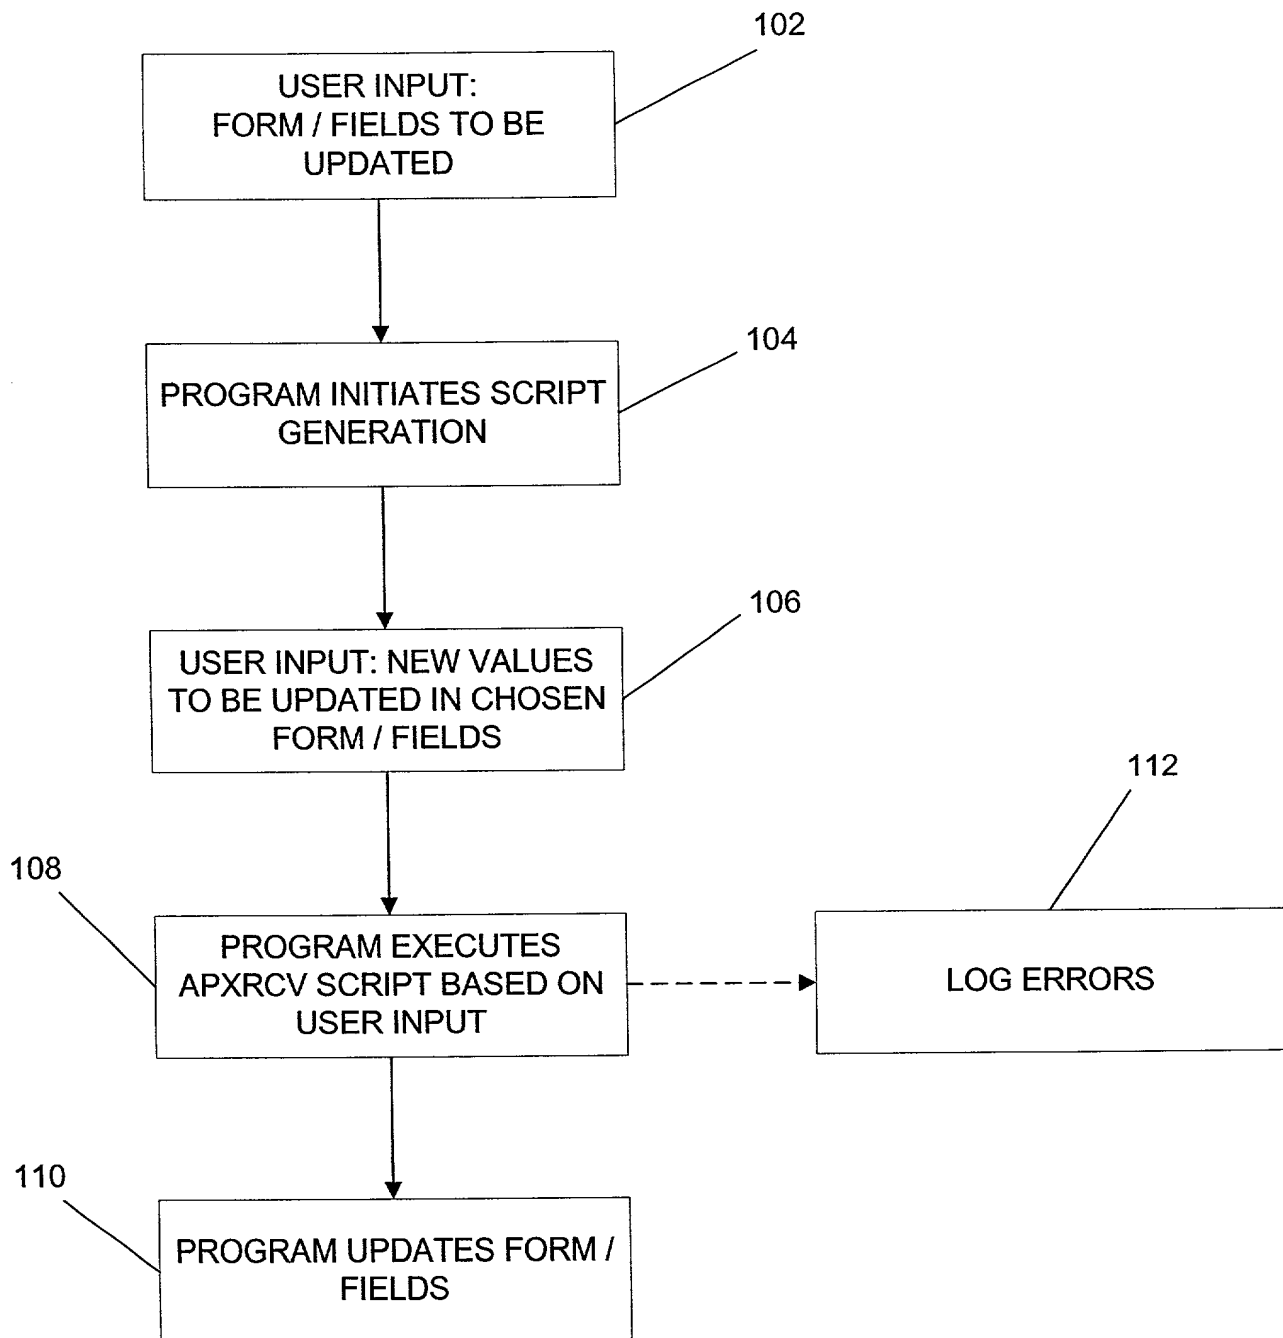 102
USER INPUT:
FORM / FIELDS TO BE
UPDATED
104
PROGRAM INITIATES SCRIPT
GENERATION
106
USER INPUT: NEW VALUES
TO BE UPDATED IN CHOSEN
FORM / FIELDS
112
108
PROGRAM EXECUTES
APXRCV SCRIPT BASED ON
USER INPUT
LOG ERRORS
110
PROGRAM UPDATES FORM /
FIELDS